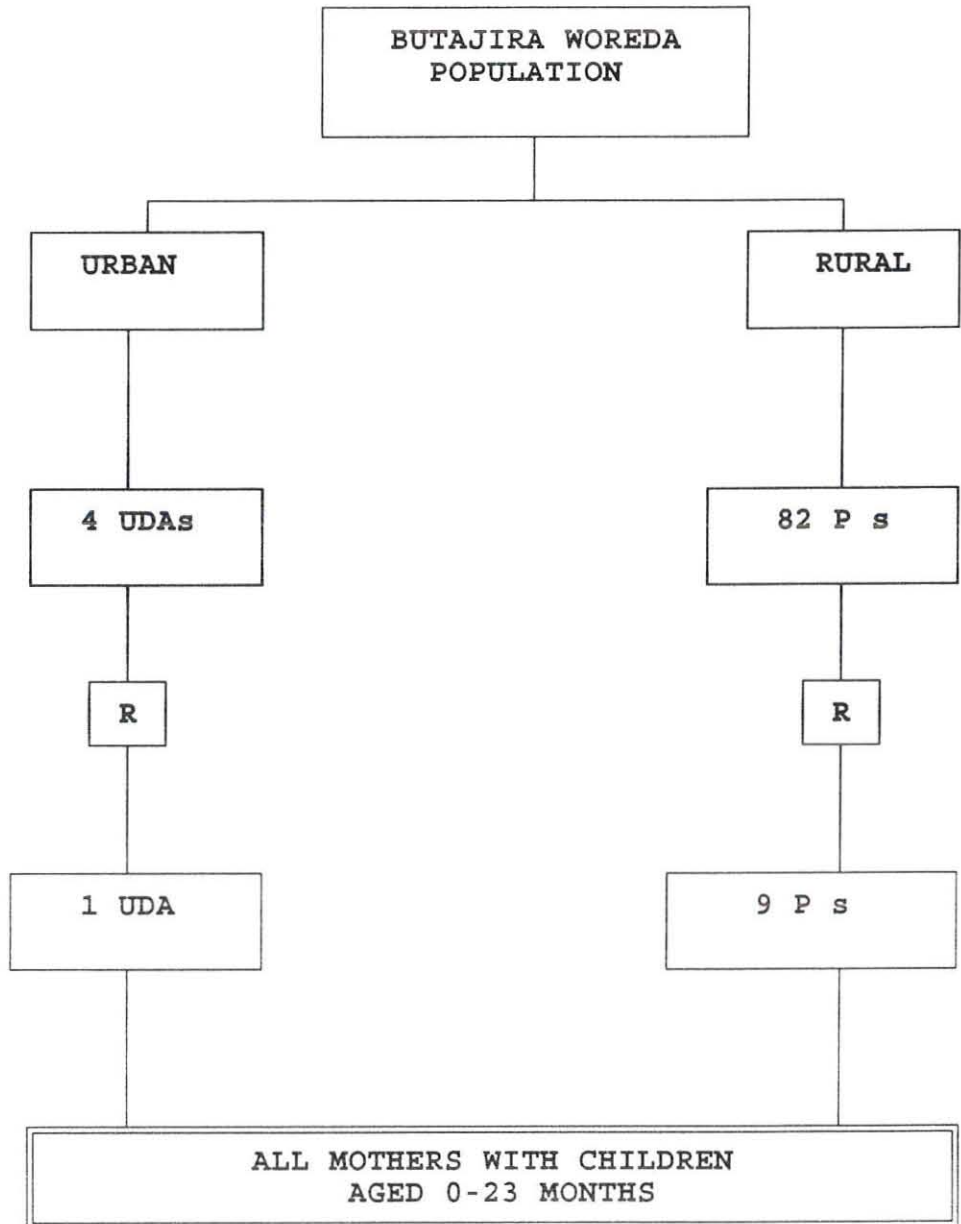 BUTAJIRA WOREDA
POPULATION
URBAN
RURAL
4 UDAs
82 P s
R
R
1 UDA
9 P s
ALL MOTHERS WITH CHILDREN
AGED 0-23 MONTHS